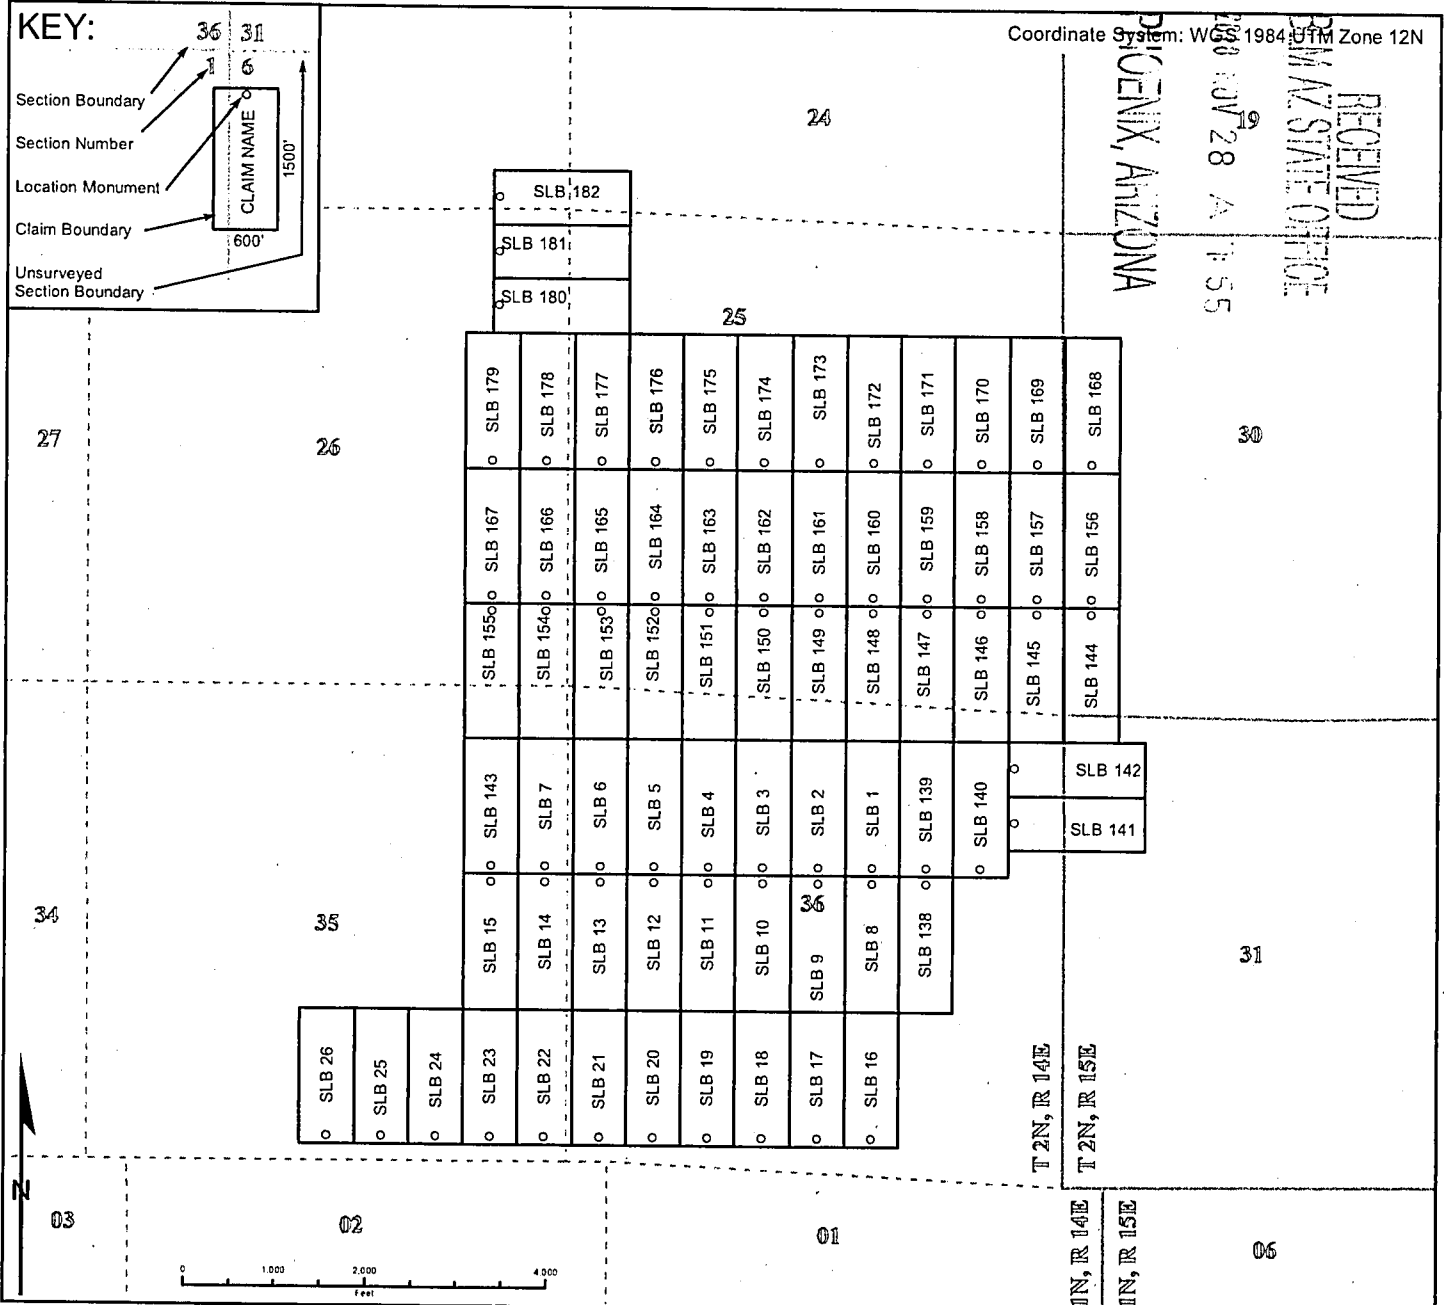 KEY:
36 31
1 6
Section Boundary
Section Number
Location Monument
Claim Boundary
Unsurveyed
Section Boundary
CLAIM NAME
1500'
600'
Coordinate System: WGS 1984 UTM Zone 12N
RECEIVED
BLM AZ STATE OFFICE
NOV 28 A 55
PHOENIX, ARIZONA
24
19
SLB 182
SLB 181
SLB 180
25
27
26
30
SLB 179
SLB 178
SLB 177
SLB 176
SLB 175
SLB 174
SLB 173
SLB 172
SLB 171
SLB 170
SLB 169
SLB 168
SLB 167
SLB 166
SLB 165
SLB 164
SLB 163
SLB 162
SLB 161
SLB 160
SLB 159
SLB 158
SLB 157
SLB 156
SLB 155
SLB 154
SLB 153
SLB 152
SLB 151
SLB 150
SLB 149
SLB 148
SLB 147
SLB 146
SLB 145
SLB 144
SLB 143
SLB 7
SLB 6
SLB 5
SLB 4
SLB 3
SLB 2
SLB 1
SLB 139
SLB 140
SLB 142
SLB 141
34
35
36
31
SLB 15
SLB 14
SLB 13
SLB 12
SLB 11
SLB 10
SLB 9
SLB 8
SLB 138
SLB 26
SLB 25
SLB 24
SLB 23
SLB 22
SLB 21
SLB 20
SLB 19
SLB 18
SLB 17
SLB 16
T 2N, R 14E
T 2N, R 15E
N
03
02
01
06
1N, R 14E
1N, R 15E
0 1,000 2,000 4,000
Feet